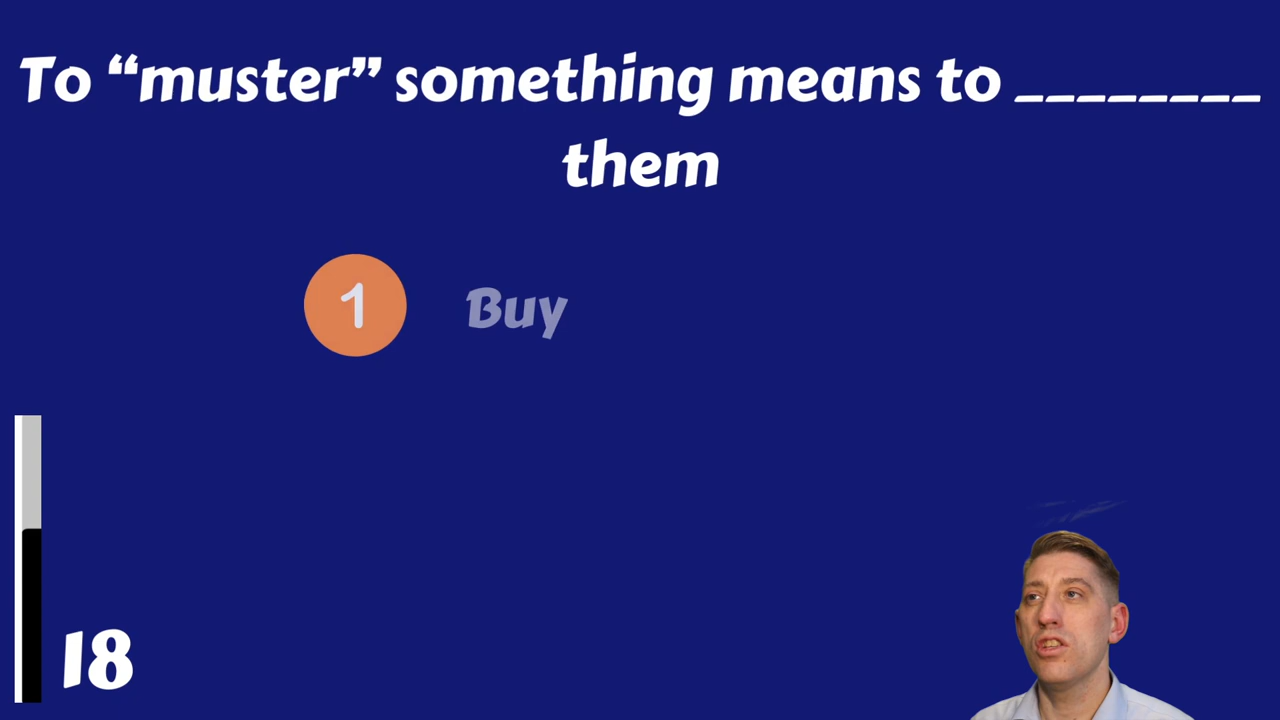 To “muster” something means to ________
them
1 Buy
18